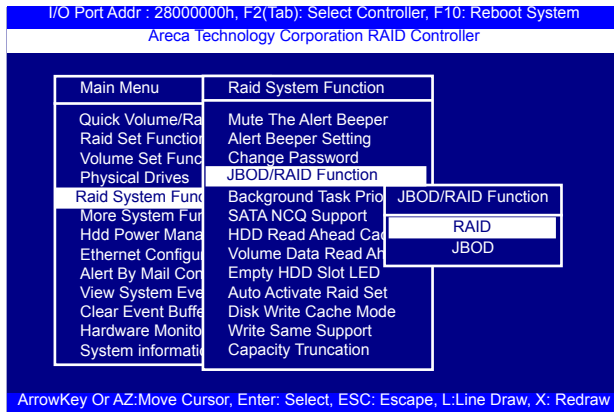 I/O Port Addr : 28000000h, F2(Tab): Select Controller, F10: Reboot System
Areca Technology Corporation RAID Controller
Main Menu
Quick Volume/Ra
Raid Set Function
Volume Set Func
Physical Drives
Raid System Func
More System Fun
Hdd Power Mana
Ethernet Configu
Alert By Mail Con
View System Eve
Clear Event Buffe
Hardware Monito
System informati
Raid System Function
Mute The Alert Beeper
Alert Beeper Setting
Change Password
JBOD/RAID Function
Background Task Prio
SATA NCQ Support
HDD Read Ahead Ca
Volume Data Read Ah
Empty HDD Slot LED
Auto Activate Raid Set
Disk Write Cache Mode
Write Same Support
Capacity Truncation
JBOD/RAID Function
RAID
JBOD
ArrowKey Or AZ:Move Cursor, Enter: Select, ESC: Escape, L:Line Draw, X: Redraw